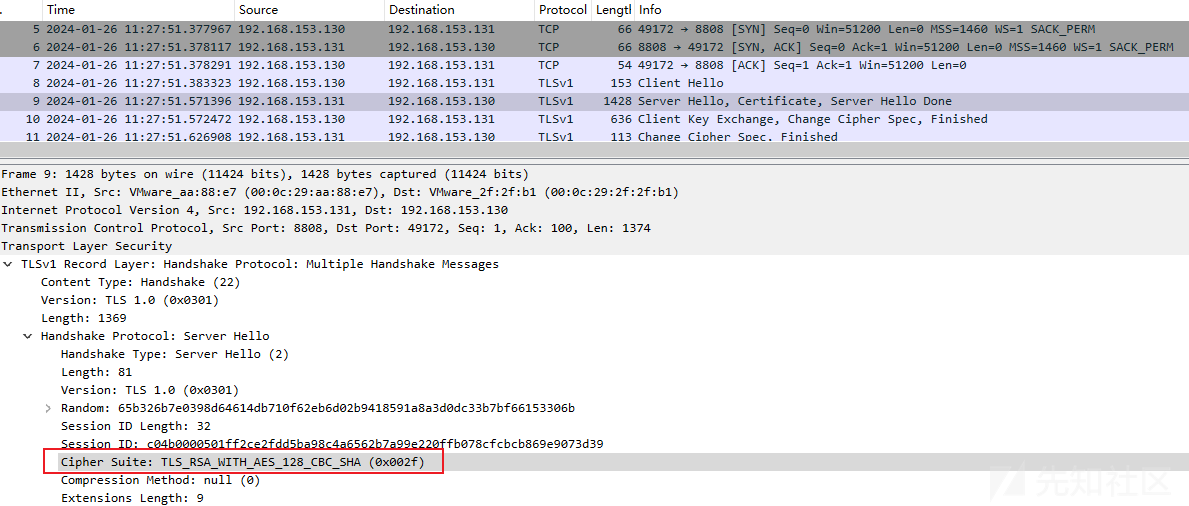 . Time Source Destination Protocol Lengtl Info
5 2024-01-26 11:27:51.377967 192.168.153.130 192.168.153.131 TCP 66 49172 → 8808 [SYN] Seq=0 Win=51200 Len=0 MSS=1460 WS=1 SACK_PERM
6 2024-01-26 11:27:51.378117 192.168.153.131 192.168.153.130 TCP 66 8808 → 49172 [SYN, ACK] Seq=0 Ack=1 Win=51200 Len=0 MSS=1460 WS=1 SACK_PERM
7 2024-01-26 11:27:51.378291 192.168.153.130 192.168.153.131 TCP 54 49172 → 8808 [ACK] Seq=1 Ack=1 Win=51200 Len=0
8 2024-01-26 11:27:51.383323 192.168.153.130 192.168.153.131 TLSv1 153 Client Hello
9 2024-01-26 11:27:51.571396 192.168.153.131 192.168.153.130 TLSv1 1428 Server Hello, Certificate, Server Hello Done
10 2024-01-26 11:27:51.572472 192.168.153.130 192.168.153.131 TLSv1 636 Client Key Exchange, Change Cipher Spec, Finished
11 2024-01-26 11:27:51.626908 192.168.153.131 192.168.153.130 TLSv1 113 Change Cipher Spec, Finished
Frame 9: 1428 bytes on wire (11424 bits), 1428 bytes captured (11424 bits)
Ethernet II, Src: VMware_aa:88:e7 (00:0c:29:aa:88:e7), Dst: VMware_2f:2f:b1 (00:0c:29:2f:2f:b1)
Internet Protocol Version 4, Src: 192.168.153.131, Dst: 192.168.153.130
Transmission Control Protocol, Src Port: 8808, Dst Port: 49172, Seq: 1, Ack: 100, Len: 1374
Transport Layer Security
TLSv1 Record Layer: Handshake Protocol: Multiple Handshake Messages
Content Type: Handshake (22)
Version: TLS 1.0 (0x0301)
Length: 1369
Handshake Protocol: Server Hello
Handshake Type: Server Hello (2)
Length: 81
Version: TLS 1.0 (0x0301)
Random: 65b326b7e0398d64614db710f62eb6d02b9418591a8a3d0dc33b7bf66153306b
Session ID Length: 32
Session ID: c04b0000501ff2ce2fdd5ba98c4a6562b7a99e220ffb078cfcbcb869e9073d39
Cipher Suite: TLS_RSA_WITH_AES_128_CBC_SHA (0x002f)
Compression Method: null (0)
Extensions Length: 9
先知社区